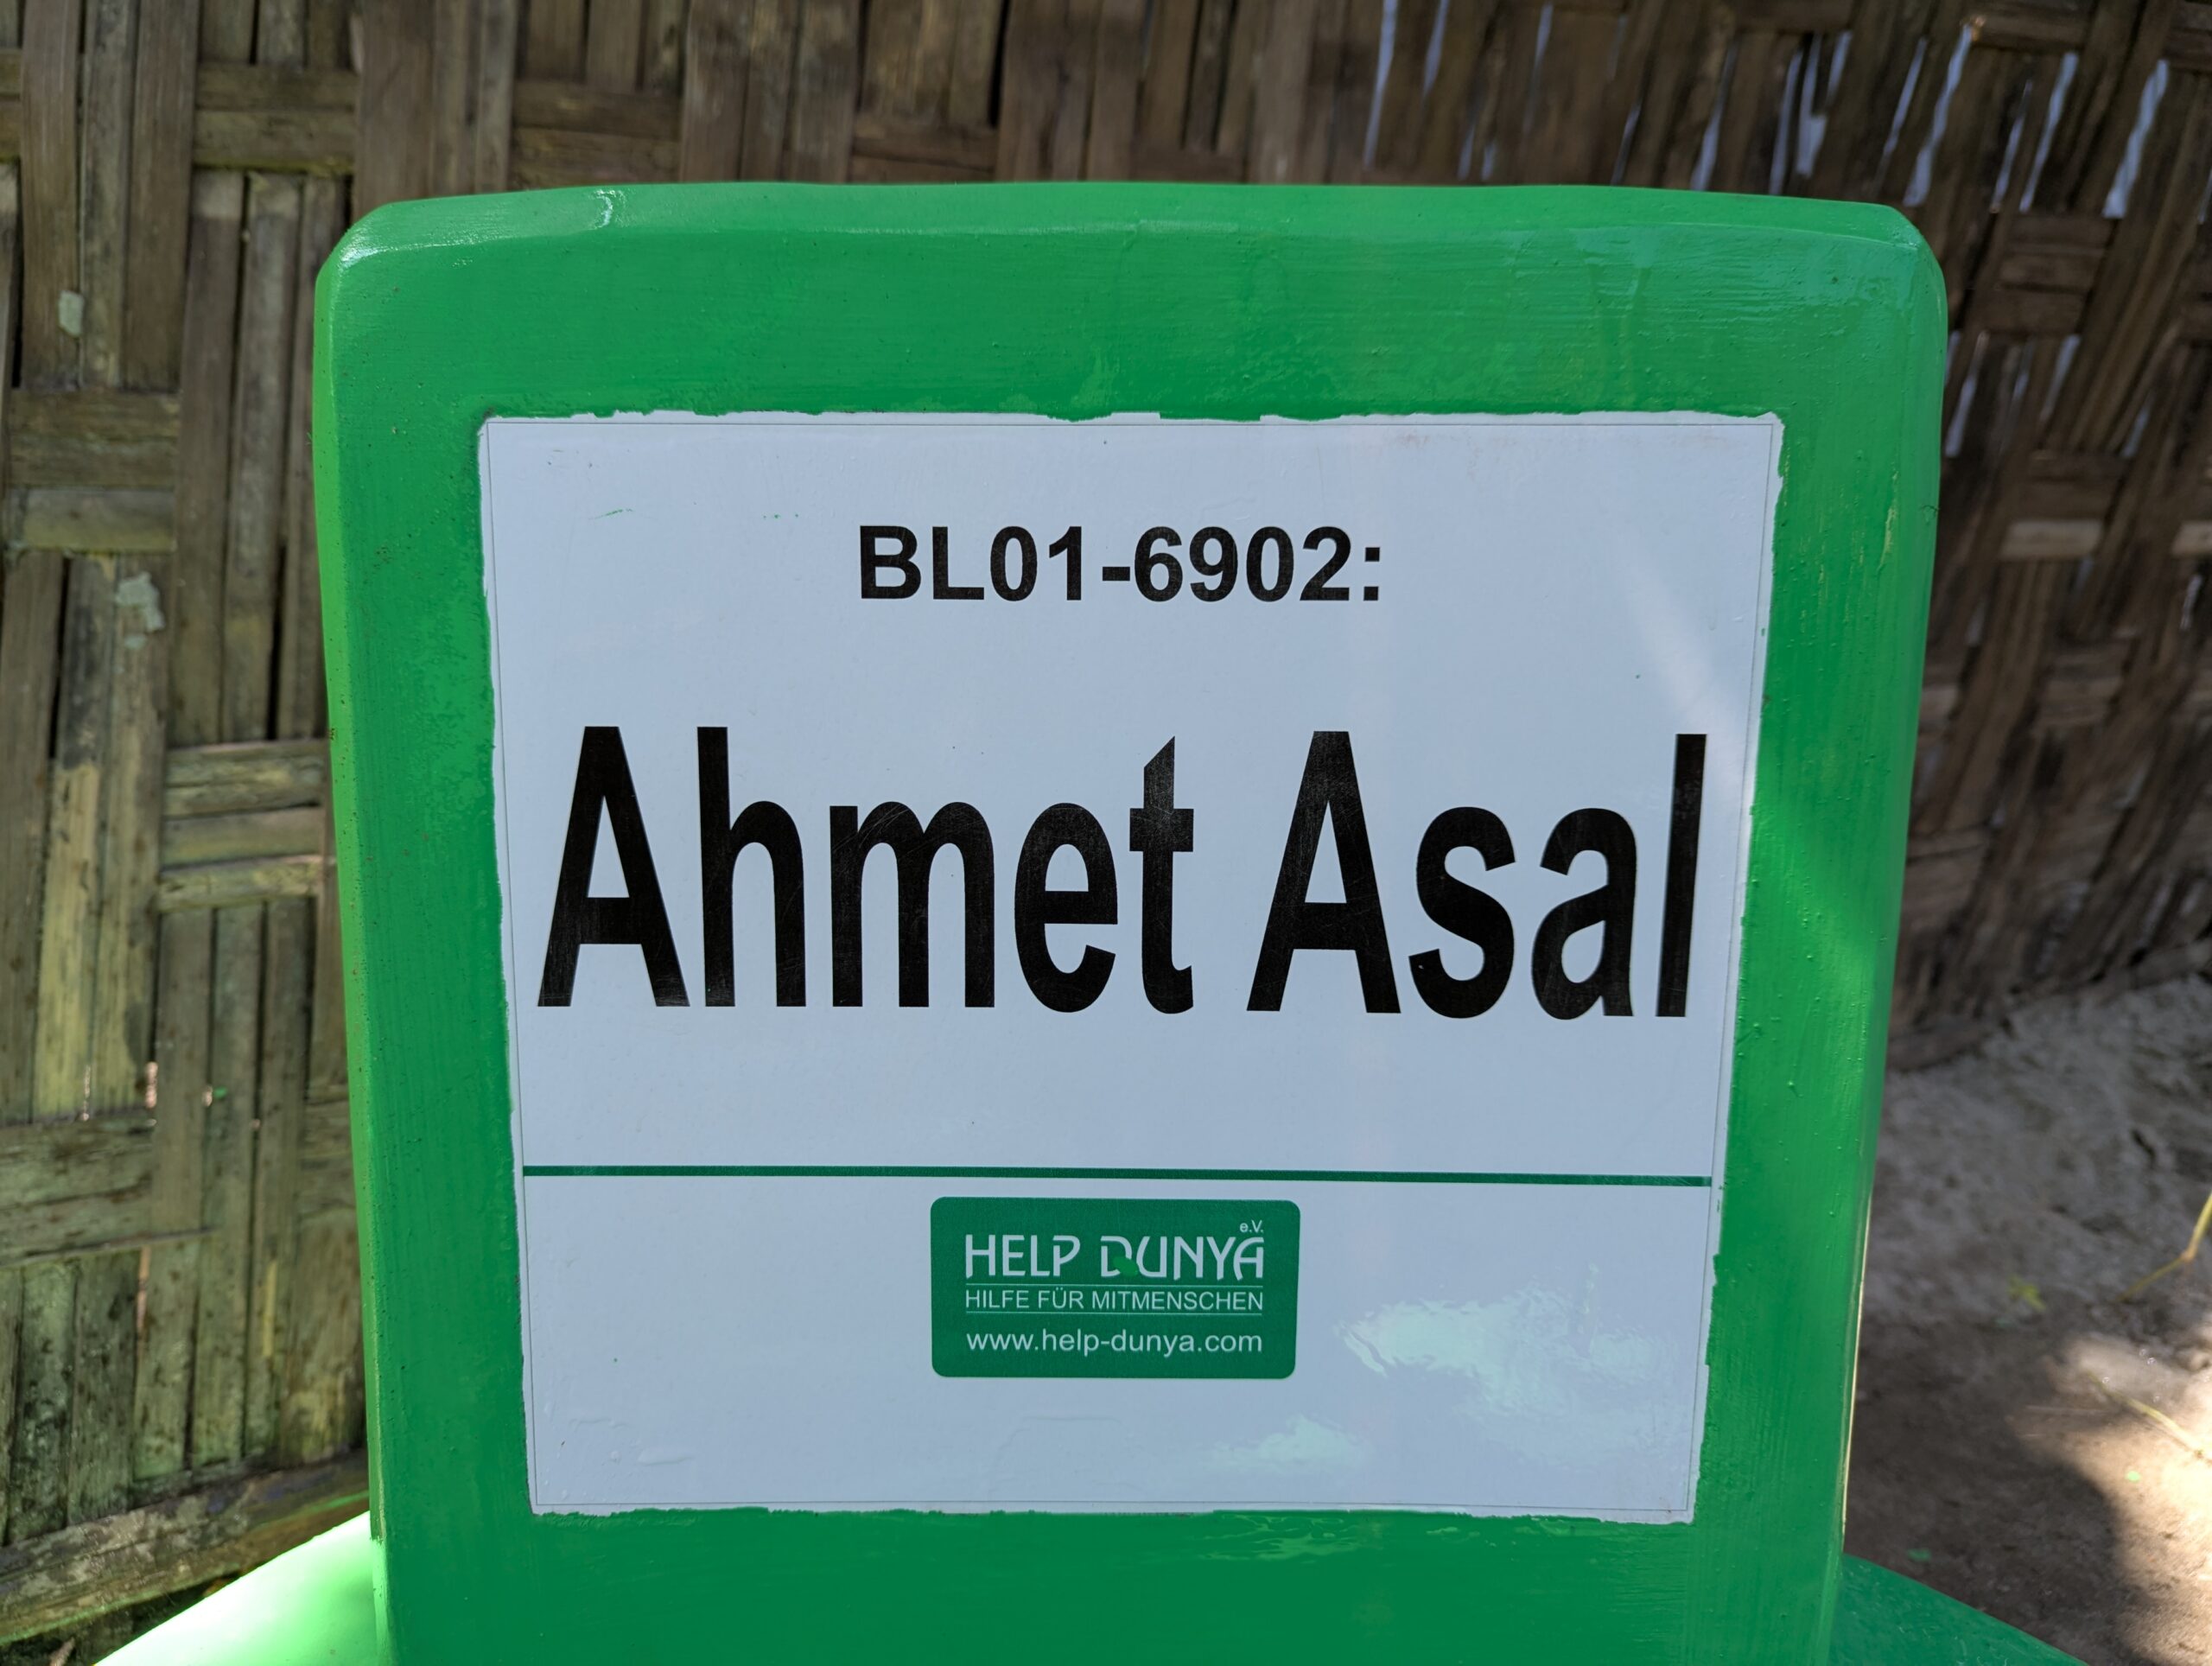 BL01-6902:
Ahmet Asal
e.V.
HELP DUNYA
HILFE FÜR MITMENSCHEN
www.help-dunya.com